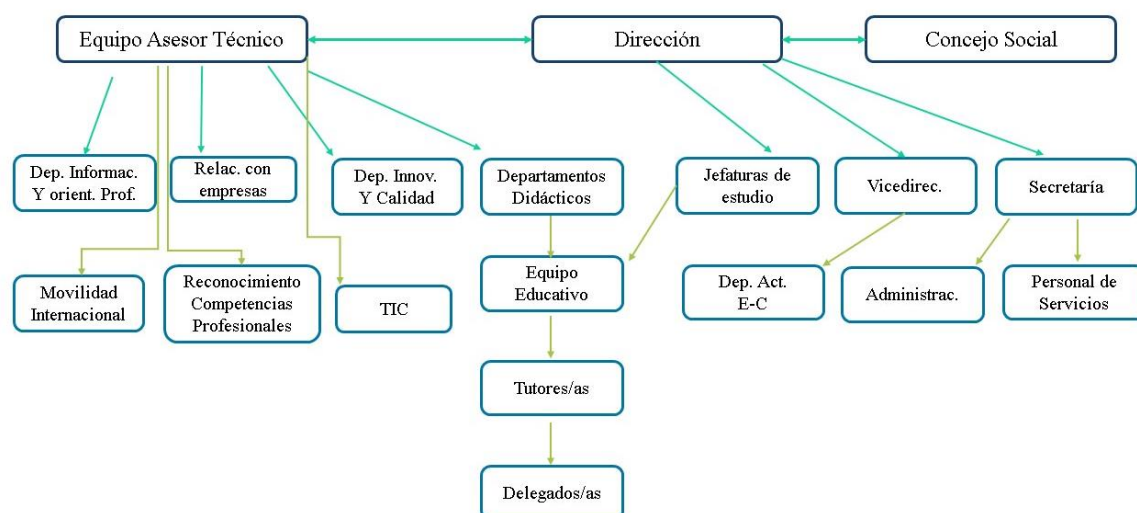 Equipo Asesor Técnico
Dirección
Concejo Social
Dep. Informac.
Y orient. Prof.
Relac. con
empresas
Dep. Innov.
Y Calidad
Departamentos
Didácticos
Jefaturas de
estudio
Vicedirec.
Secretaría
Movilidad
Internacional
Reconocimiento
Competencias
Profesionales
TIC
Equipo
Educativo
Dep. Act.
E-C
Administrac.
Personal de
Servicios
Tutores/as
Delegados/as